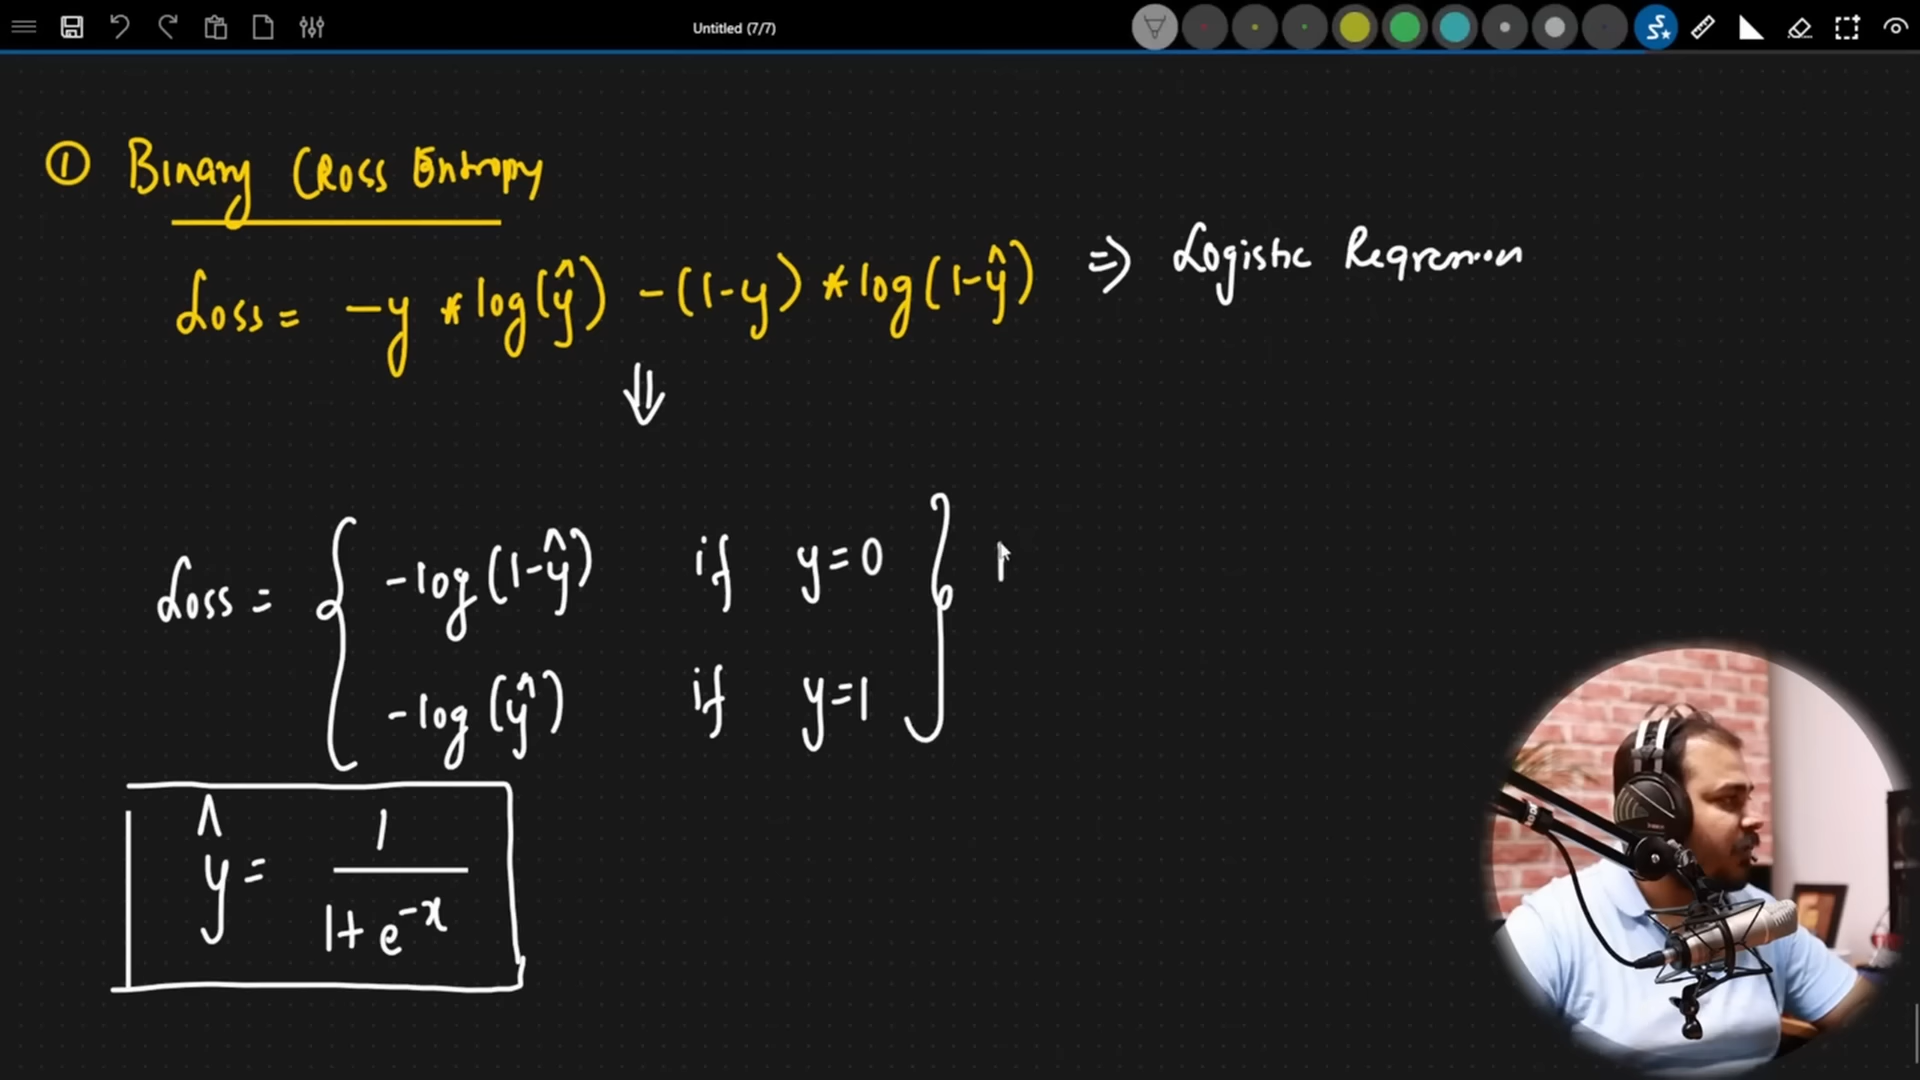 Untitled (7/7)
① Binary Cross Entropy
Loss = -y * log(ŷ) - (1-y) * log(1-ŷ) => Logistic Regression
⇓
Loss = { -log(1-ŷ) if y=0 }
-log(ŷ) if y=1
ŷ = 1
1+e^-x